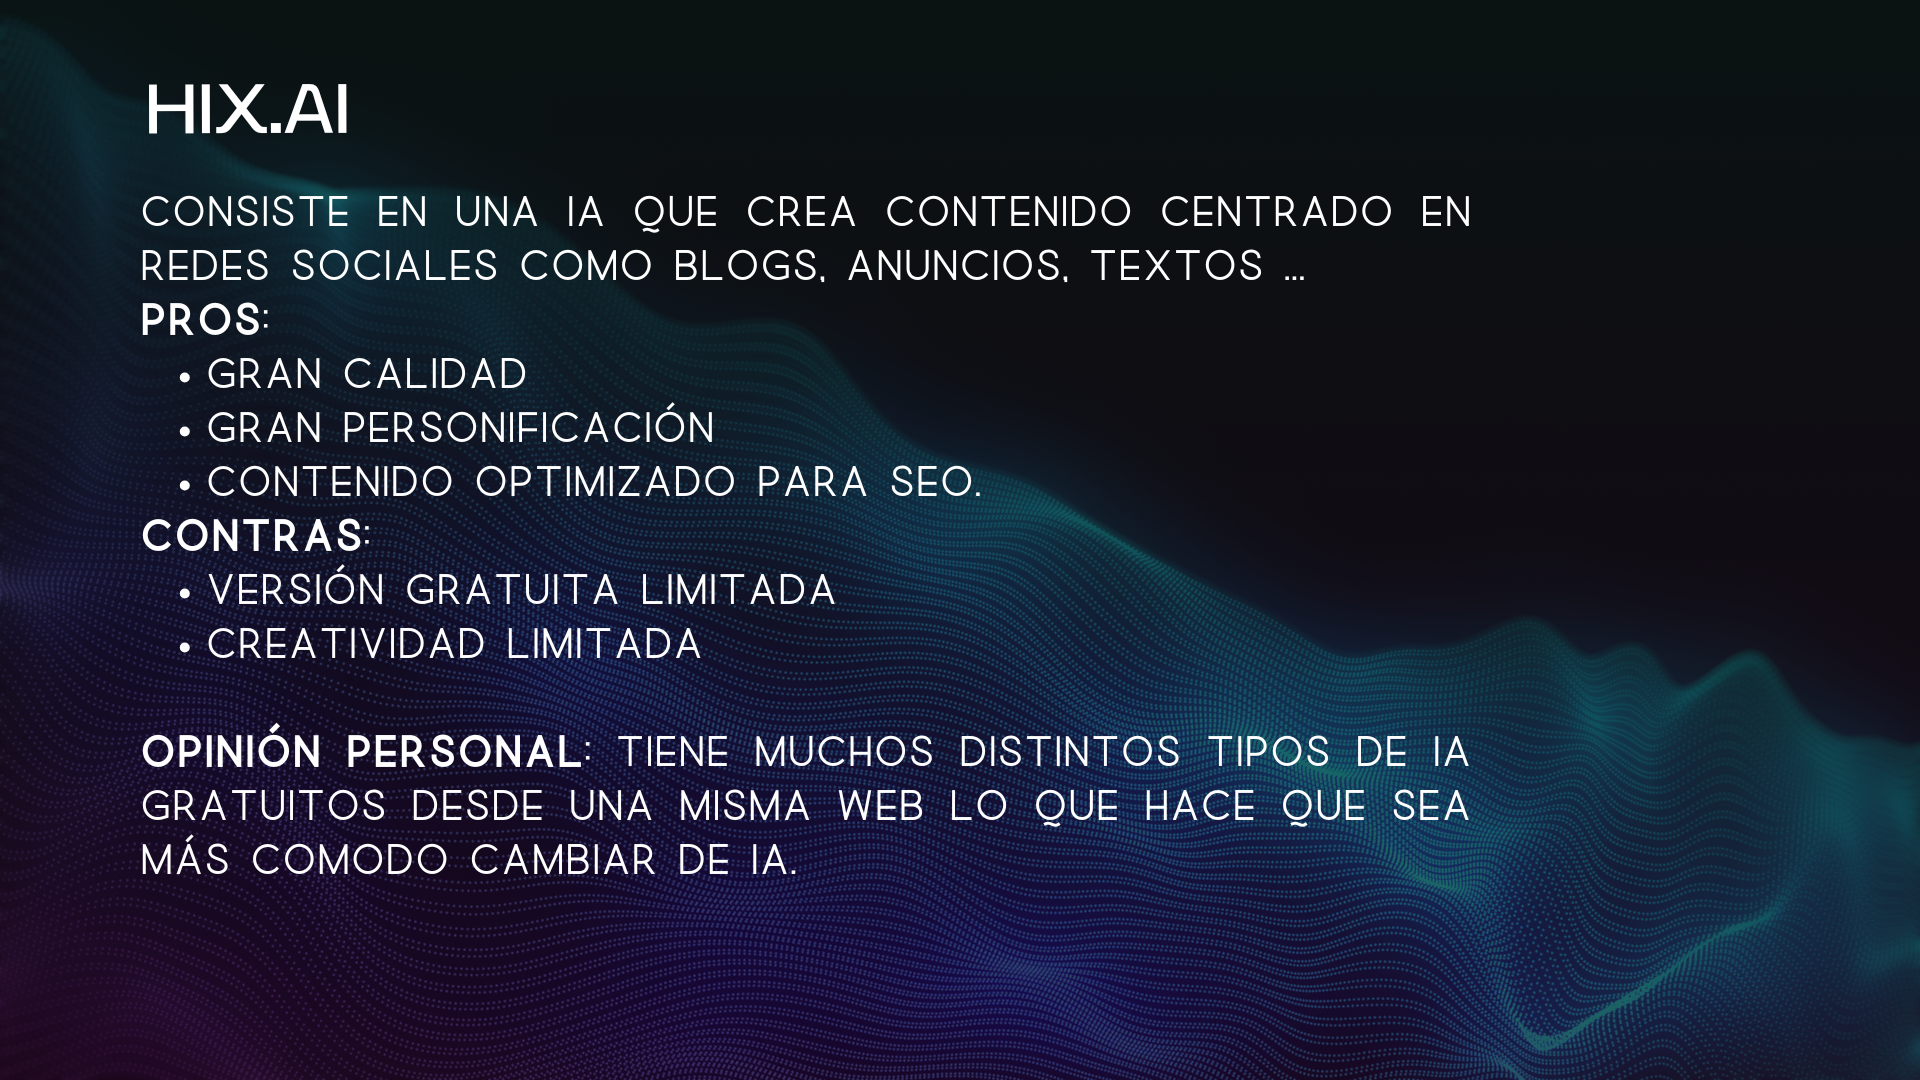 HIX.AI
CONSISTE EN UNA IA QUE CREA CONTENIDO CENTRADO EN
REDES SOCIALES COMO BLOGS, ANUNCIOS, TEXTOS ...
PROS:
• GRAN CALIDAD
• GRAN PERSONIFICACIÓN
• CONTENIDO OPTIMIZADO PARA SEO.
CONTRAS:
• VERSIÓN GRATUITA LIMITADA
• CREATIVIDAD LIMITADA
OPINIÓN PERSONAL: TIENE MUCHOS DISTINTOS TIPOS DE IA
GRATUITOS DESDE UNA MISMA WEB LO QUE HACE QUE SEA
MÁS COMODO CAMBIAR DE IA.